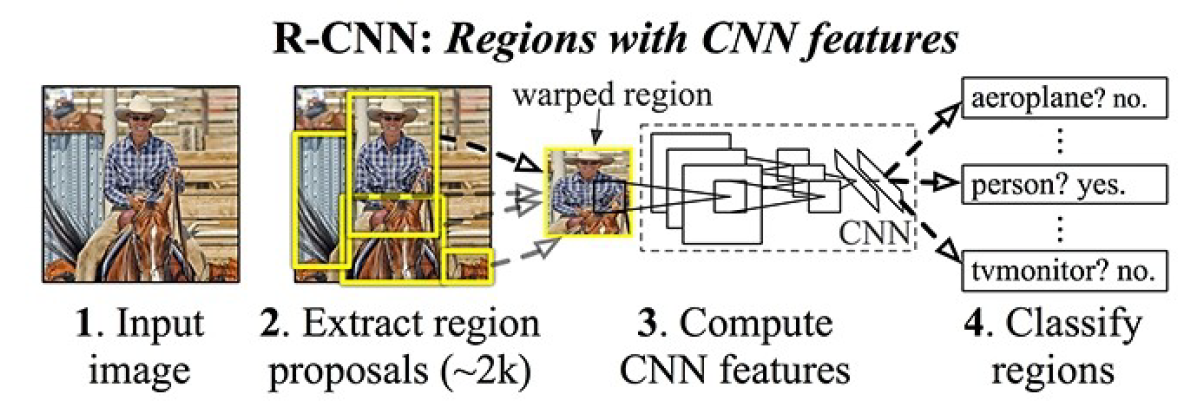 R-CNN: Regions with CNN features
warped region
aeroplane? no.
person? yes.
tvmonitor? no.
CNN
1. Input
image
2. Extract region
proposals (~2k)
3. Compute
CNN features
4. Classify
regions